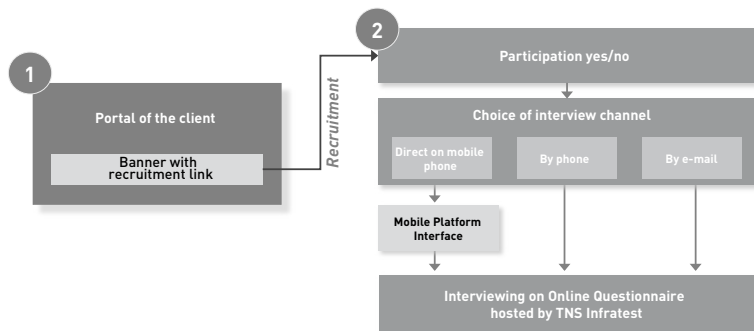 1
Portal of the client
Banner with
recruitment link
Recruitment
2
Participation yes/no
Choice of interview channel
Direct on mobile
phone
By phone
By e-mail
Mobile Platform
Interface
Interviewing on Online Questionnaire
hosted by TNS Infratest